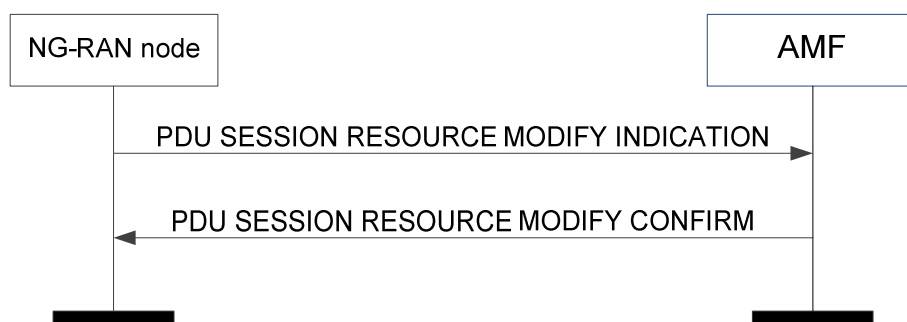 NG-RAN node
AMF
PDU SESSION RESOURCE MODIFY INDICATION
PDU SESSION RESOURCE MODIFY CONFIRM